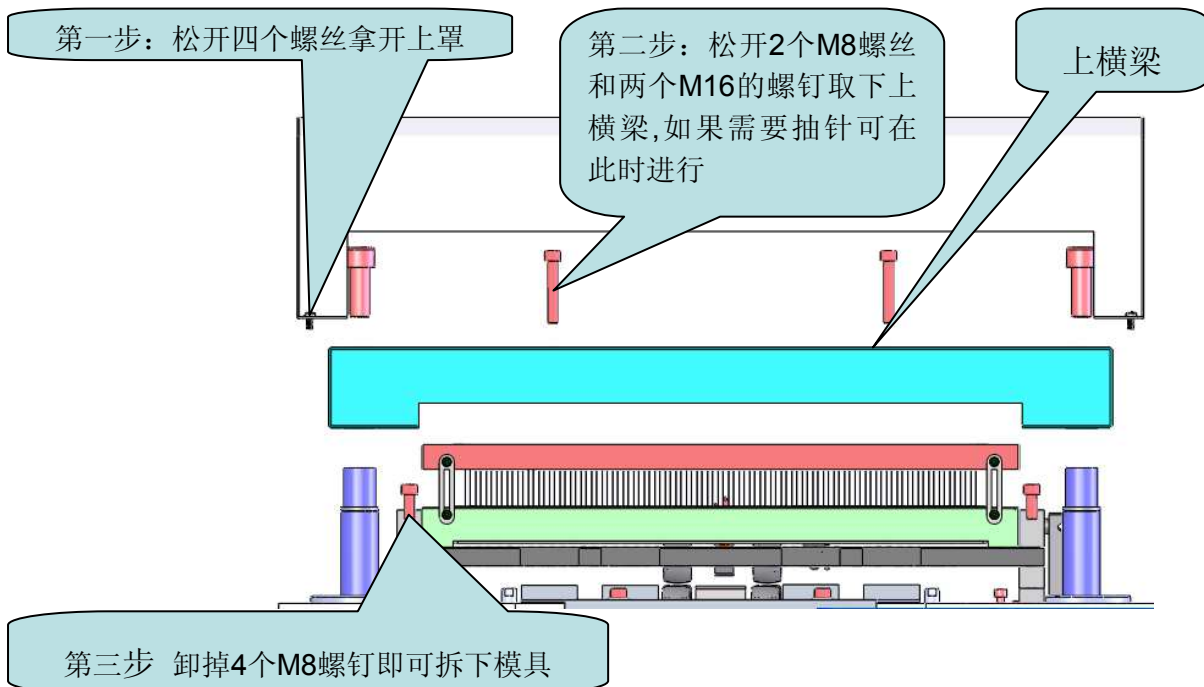 第一步：松开四个螺丝拿开上罩
第二步：松开2个M8螺丝
和两个M16的螺钉取下上
横梁,如果需要抽针可在
此时进行
上横梁
第三步 卸掉4个M8螺钉即可拆下模具